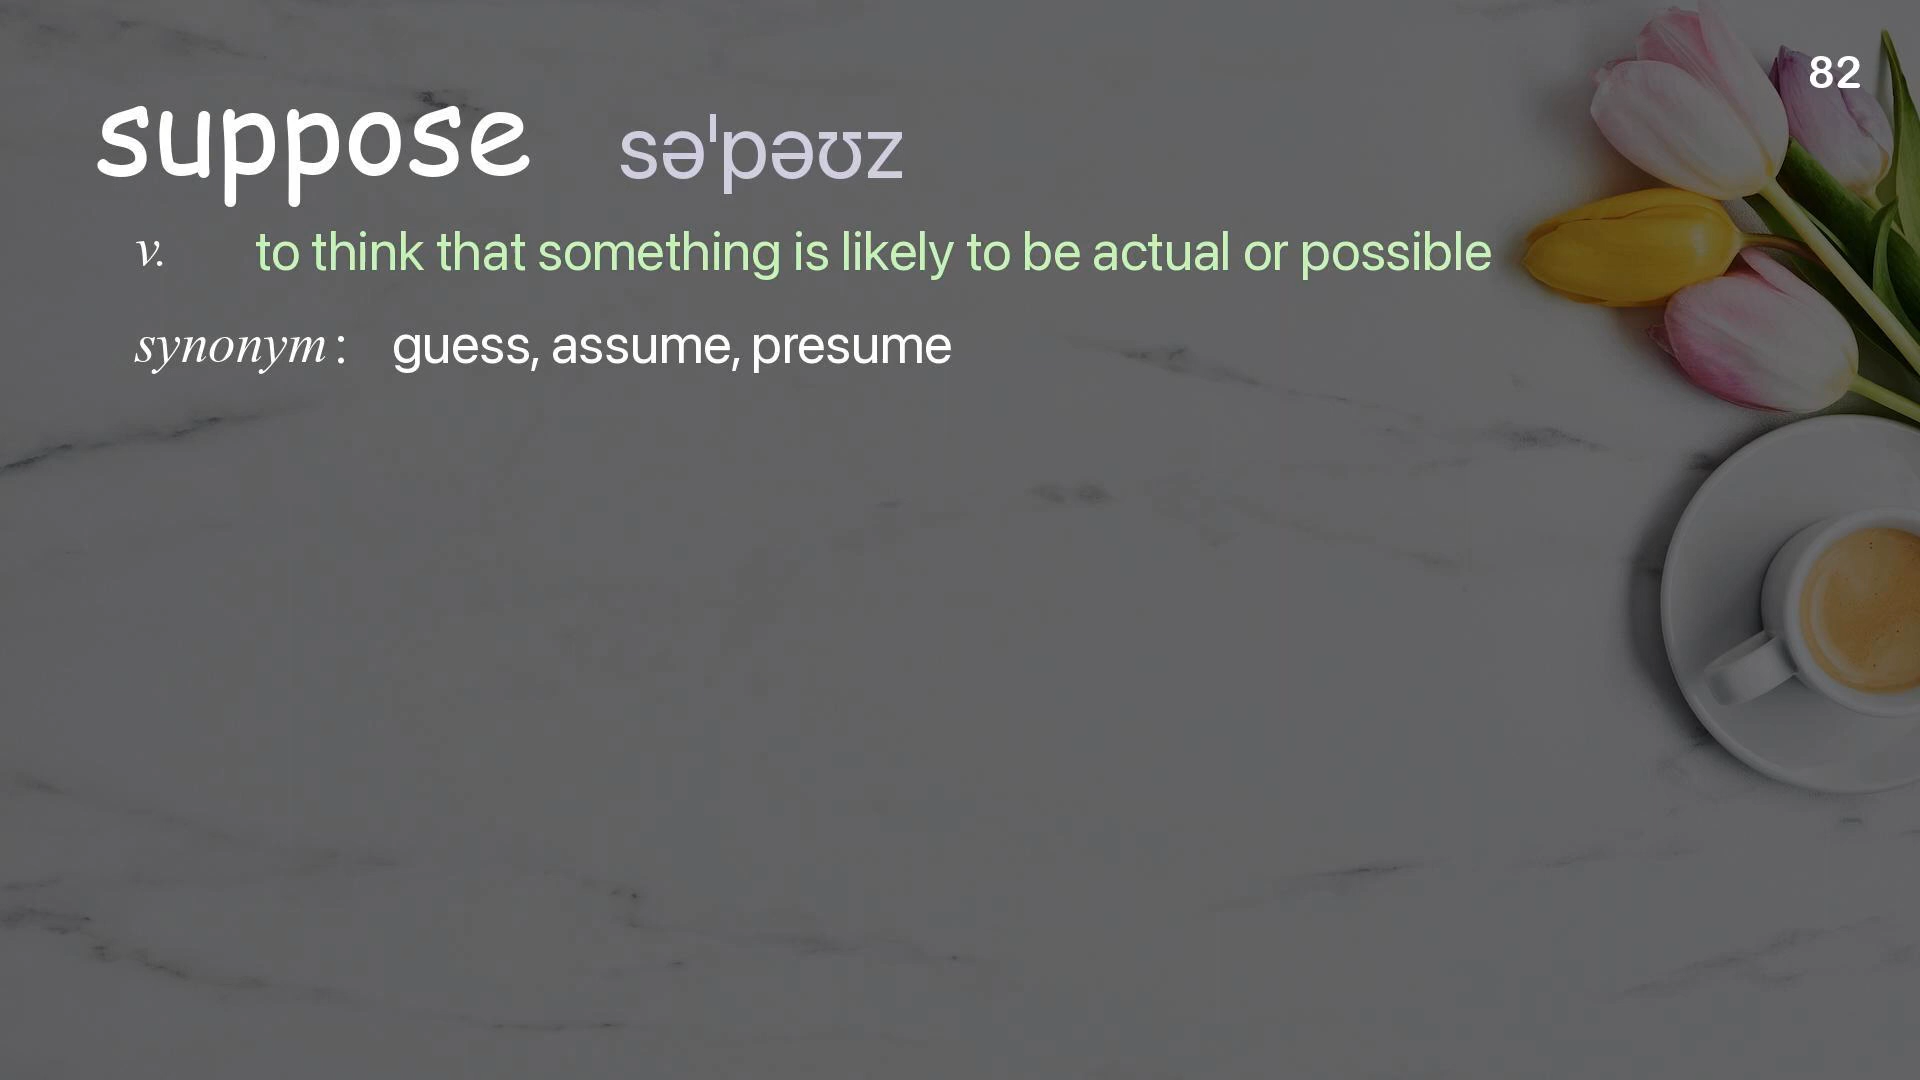 82
suppose səˈpəʊz
v. to think that something is likely to be actual or possible
synonym : guess, assume, presume